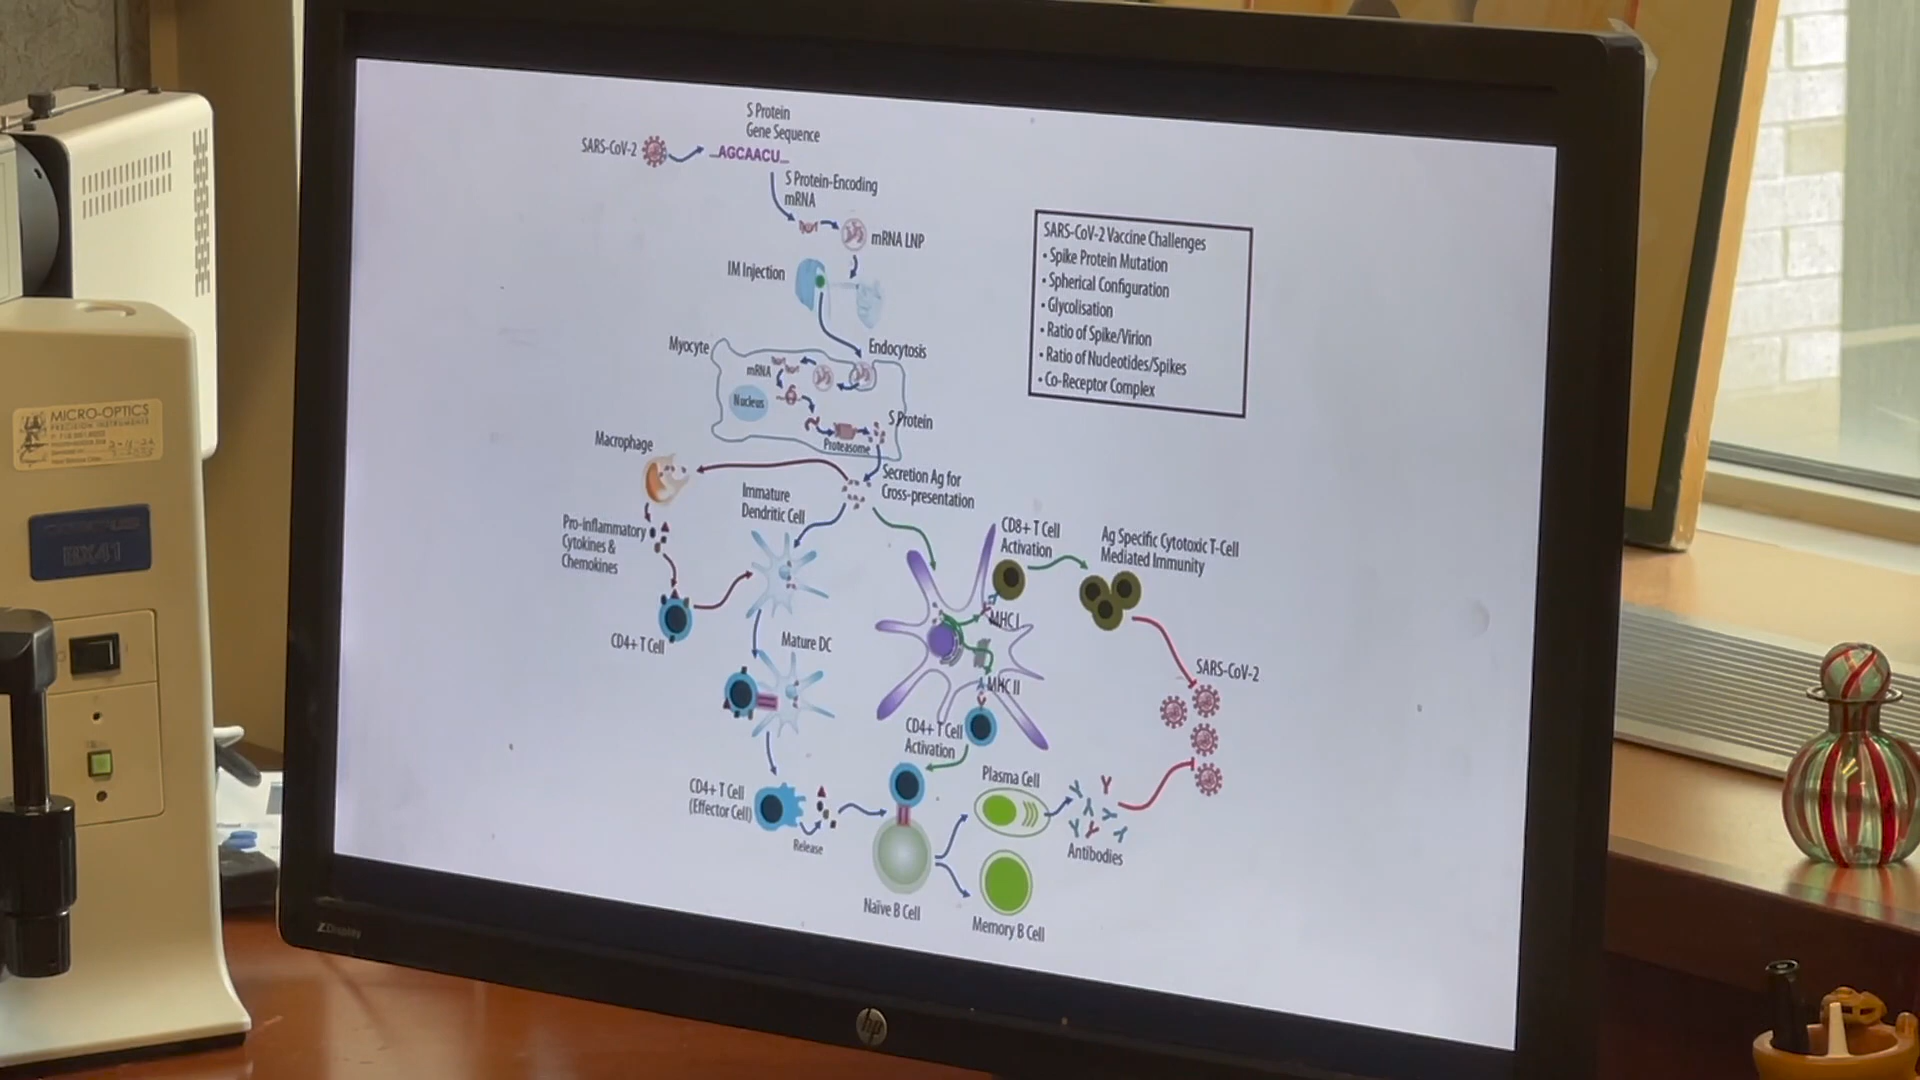 S Protein
Gene Sequence
SARS-CoV-2
...AGCAACU...
S Protein-Encoding
mRNA
mRNA LNP
IM Injection
SARS-CoV-2 Vaccine Challenges
• Spike Protein Mutation
• Spherical Configuration
• Glycolisation
• Ratio of Spike/Virion
• Ratio of Nucleotides/Spikes
• Co-Receptor Complex
Myocyte
Endocytosis
mRNA
Nucleus
S Protein
Proteasome
Macrophage
Secretion Ag for
Cross-presentation
Immature
Dendritic Cell
Pro-inflammatory
Cytokines &
Chemokines
CD8+ T Cell
Activation
Ag Specific Cytotoxic T-Cell
Mediated Immunity
MHC I
CD4+ T Cell
Mature DC
SARS-CoV-2
MHC II
CD4+ T Cell
Activation
Plasma Cell
CD4+ T Cell
(Effector Cell)
Release
Antibodies
Naïve B Cell
Memory B Cell
ZDisplay
hp
MICRO-OPTICS
PRECISION INSTRUMENTS
BX41